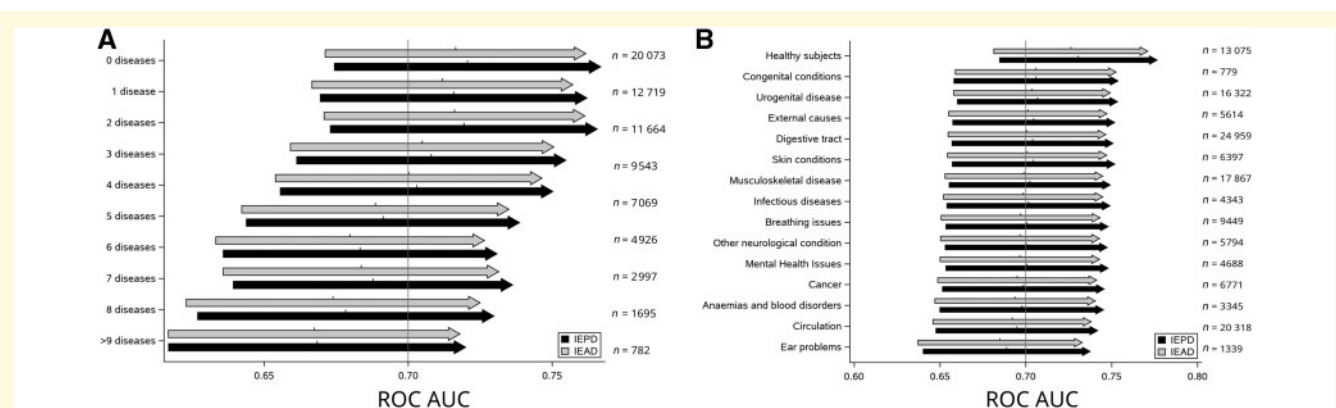 A
0 diseases n = 20 073
1 disease n = 12 719
2 diseases n = 11 664
3 diseases n = 9543
4 diseases n = 7069
5 diseases n = 4926
6 diseases n = 2997
7 diseases n = 1695
8 diseases n = 782
>9 diseases
IEPD
IEAD
0.65 0.70 0.75
ROC AUC
B
Healthy subjects n = 13 075
Congenital conditions n = 779
Urogenital disease n = 16 322
External causes n = 5614
Digestive tract n = 24 959
Skin conditions n = 6397
Musculoskeletal disease n = 17 867
Infectious diseases n = 4343
Breathing issues n = 9449
Other neurological condition n = 5794
Mental Health Issues n = 4688
Cancer n = 6771
Anaemias and blood disorders n = 3345
Circulation n = 20 318
Ear problems n = 1339
IEPD
IEAD
0.60 0.65 0.70 0.75 0.80
ROC AUC